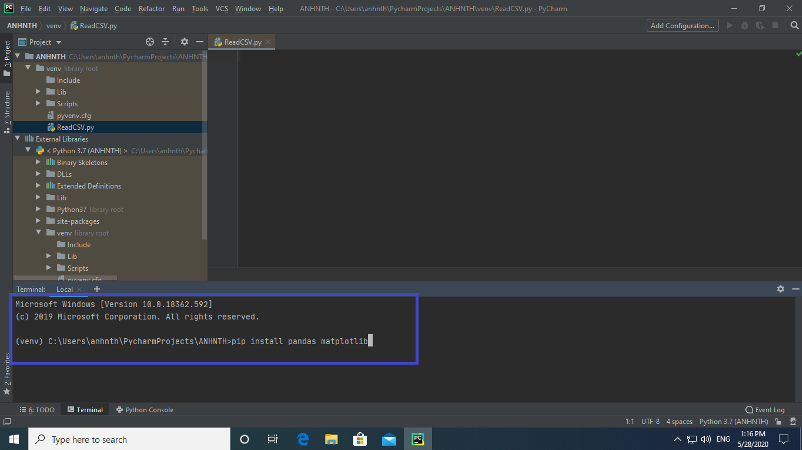 File Edit View Navigate Code Refactor Run Tools VCS Window Help ANHNTH - C:\Users\anhnth\PycharmProjects\ANHNTH\venv\ReadCSV.py - PyCharm
ANHNTH venv ReadCSV.py Add Configuration...
Project ReadCSV.py
1: Project
ANHNTH C:\Users\anhnth\PycharmProjects\ANHNTH
venv library root
Include
Lib
Scripts
pyvenv.cfg
ReadCSV.py
External Libraries
< Python 3.7 (ANHNTH) > C:\Users\anhnth\Pycharm
Binary Skeletons
DLLs
Extended Definitions
Lib
Python37 library root
site-packages
venv library root
Include
Lib
Scripts
pyvenv.cfg
7: Structure
2: Favorites
Terminal: Local
Microsoft Windows [Version 10.0.18362.592]
(c) 2019 Microsoft Corporation. All rights reserved.
(venv) C:\Users\anhnth\PycharmProjects\ANHNTH>pip install pandas matplotlib
6: TODO Terminal Python Console Event Log
1:1 UTF-8 4 spaces Python 3.7 (ANHNTH)
Type here to search ENG 1:16 PM
5/28/2020